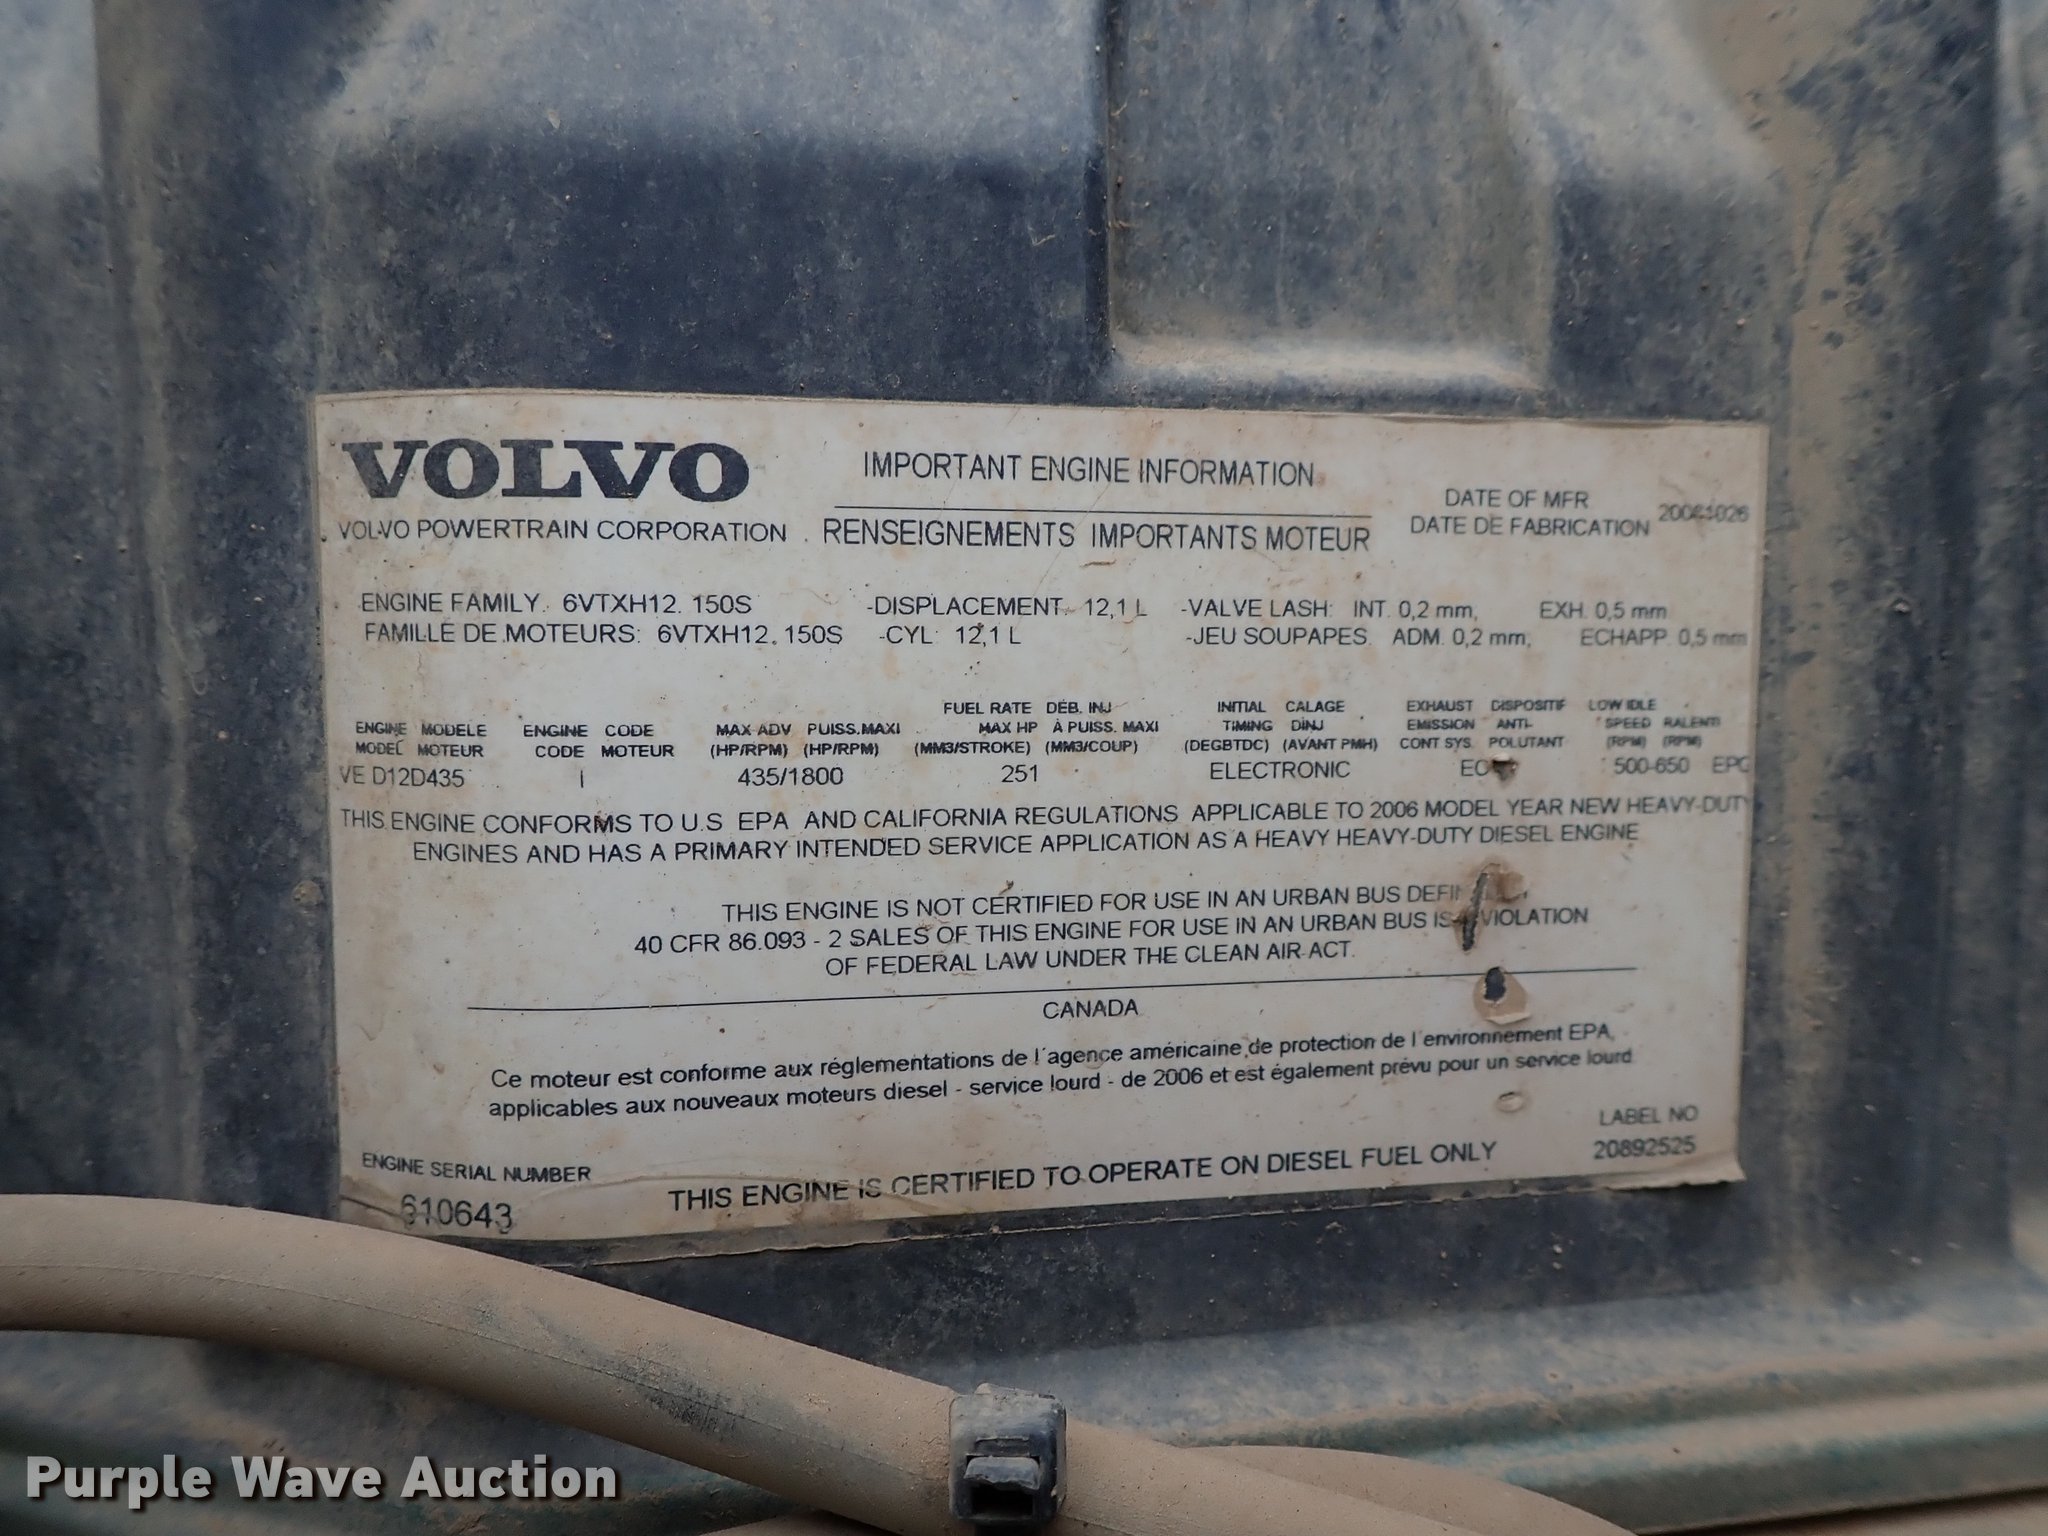 VOLVO
VOLVO POWERTRAIN CORPORATION
IMPORTANT ENGINE INFORMATION
RENSEIGNEMENTS IMPORTANTS MOTEUR
DATE OF MFR
DATE DE FABRICATION
ENGINE FAMILY. 6VTXH12. 150S
FAMILLE DE MOTEURS: 6VTXH12. 150S
-DISPLACEMENT. 12,1 L
-CYL: 12,1 L
-VALVE LASH: INT. 0,2 mm, EXH. 0,5 mm
-JEU SOUPAPES. ADM. 0,2 mm, ECHAPP. 0,5 mm
ENGINE MODELE
MODEL MOTEUR
VE D12D435
ENGINE CODE
CODE MOTEUR
I
MAX ADV PUISS.MAXI
(HP/RPM) (HP/RPM)
435/1800
FUEL RATE DÉB. INJ
MAX HP À PUISS. MAXI
(MM3/STROKE) (MM3/COUP)
251
INITIAL CALAGE
TIMING DINJ
(DEGBTDC) (AVANT PMH)
ELECTRONIC
EXHAUST DISPOSITIF
EMISSION ANTI-
CONT SYS. POLUTANT
LOW IDLE
SPEED RALENTI
(RPM) (RPM)
500-650 EPG
THIS ENGINE CONFORMS TO U.S EPA AND CALIFORNIA REGULATIONS APPLICABLE TO 2006 MODEL YEAR NEW HEAVY-DUTY
ENGINES AND HAS A PRIMARY INTENDED SERVICE APPLICATION AS A HEAVY HEAVY-DUTY DIESEL ENGINE
THIS ENGINE IS NOT CERTIFIED FOR USE IN AN URBAN BUS
40 CFR 86.093 - 2 SALES OF THIS ENGINE FOR USE IN AN URBAN BUS IS VIOLATION
OF FEDERAL LAW UNDER THE CLEAN AIR ACT.
CANADA
Ce moteur est conforme aux réglementations de l´agence américaine de protection de l´environnement EPA,
applicables aux nouveaux moteurs diesel - service lourd - de 2006 et est également prévu pour un service lourd
ENGINE SERIAL NUMBER
610643
THIS ENGINE IS CERTIFIED TO OPERATE ON DIESEL FUEL ONLY
LABEL NO
20892525
Purple Wave Auction